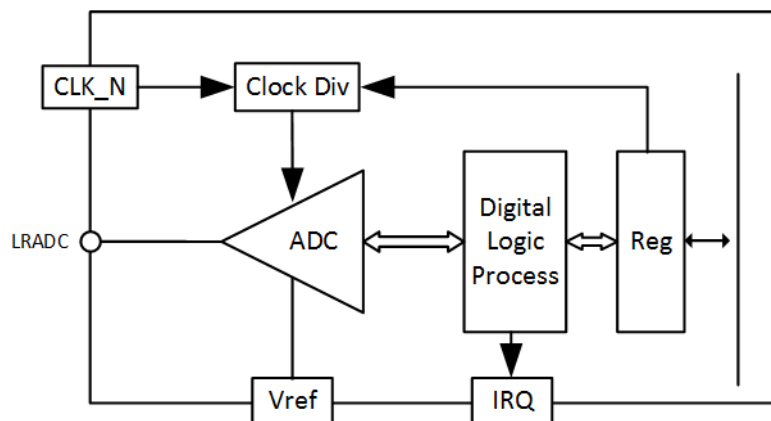 CLK_N
Clock Div
LRADC
ADC
Digital
Logic
Process
Reg
Vref
IRQ